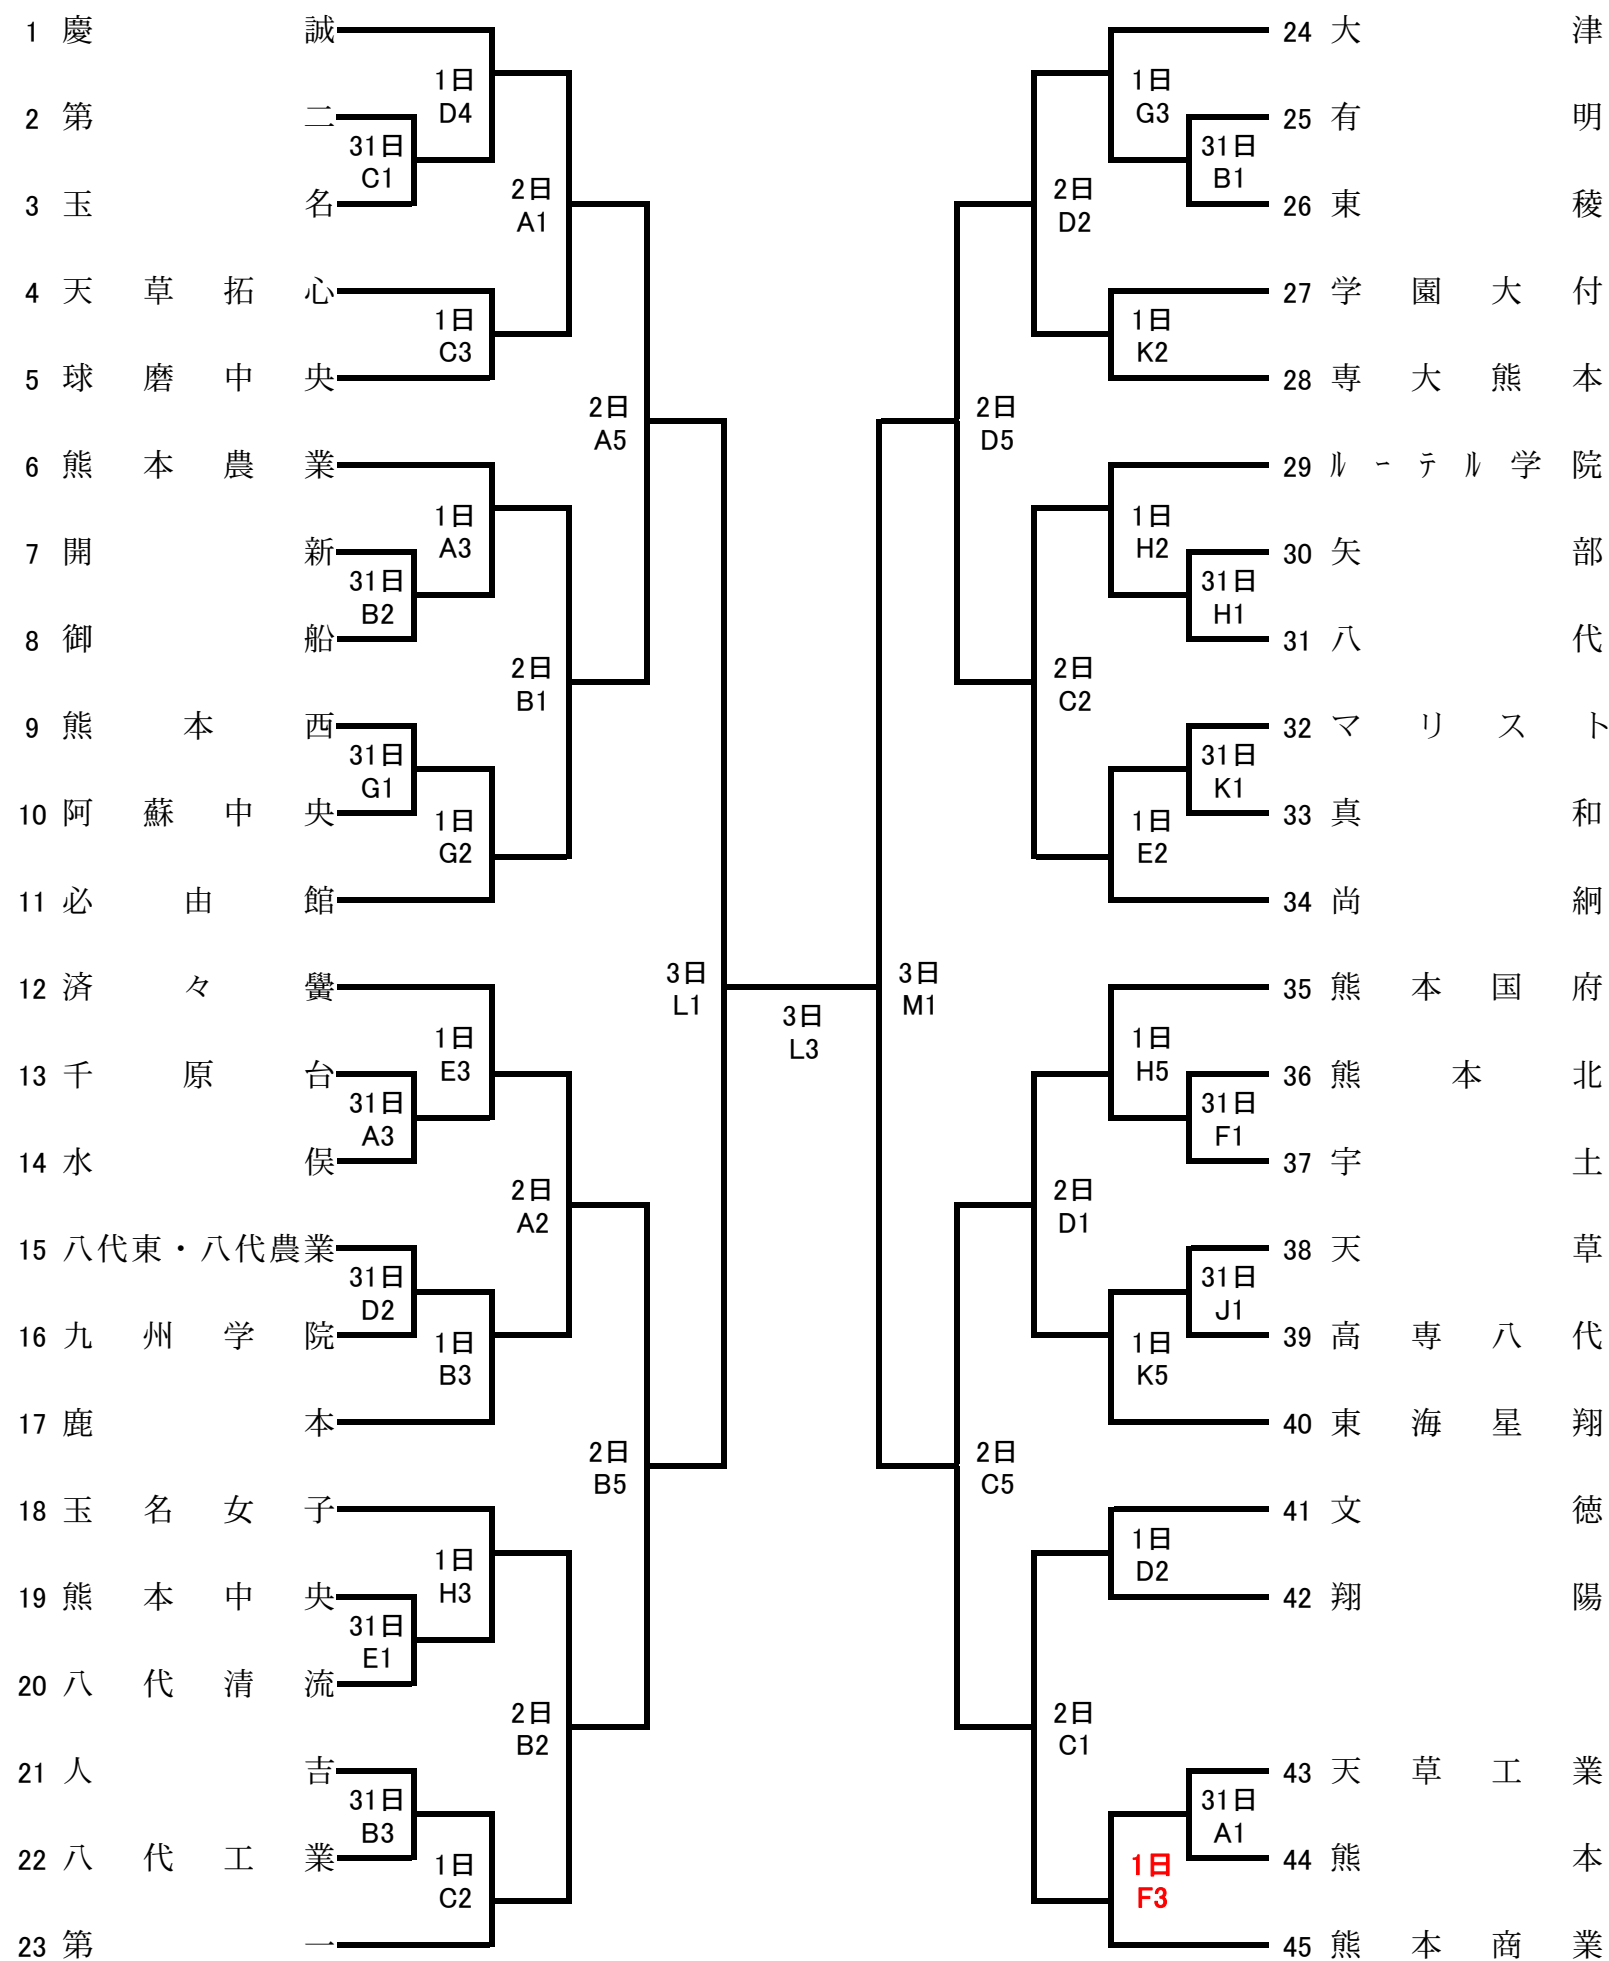 1 慶誠
2 第二
3 玉名
4 天草拓心
5 球磨中央
6 熊本農業
7 開新
8 御船
9 熊本西
10 阿蘇中央
11 必由館
12 済々黌
13 千原台
14 水俣
15 八代東・八代農業
16 九州学院
17 鹿本
18 玉名女子
19 熊本中央
20 八代清流
21 人吉
22 八代工業
23 第一
31日
C1
31日
B2
31日
G1
31日
A3
31日
D2
31日
E1
31日
B3
1日
D4
1日
C3
1日
A3
1日
G2
1日
E3
1日
B3
1日
H3
1日
C2
2日
A1
2日
B1
2日
A2
2日
B2
2日
A5
2日
B5
3日
L1
3日
L3
3日
M1
2日
D5
2日
C5
2日
D2
2日
C2
2日
D1
2日
C1
1日
G3
1日
K2
1日
H2
1日
E2
1日
H5
1日
K5
1日
D2
1日
F3
31日
B1
31日
H1
31日
K1
31日
F1
31日
J1
31日
A1
24 大津
25 有明
26 東稜
27 学園大付
28 専大熊本
29 ﾙｰﾃﾙ学院
30 矢部
31 八代
32 マリスト
33 真和
34 尚絅
35 熊本国府
36 熊本北
37 宇土
38 天草
39 高専八代
40 東海星翔
41 文徳
42 翔陽
43 天草工業
44 熊本
45 熊本商業